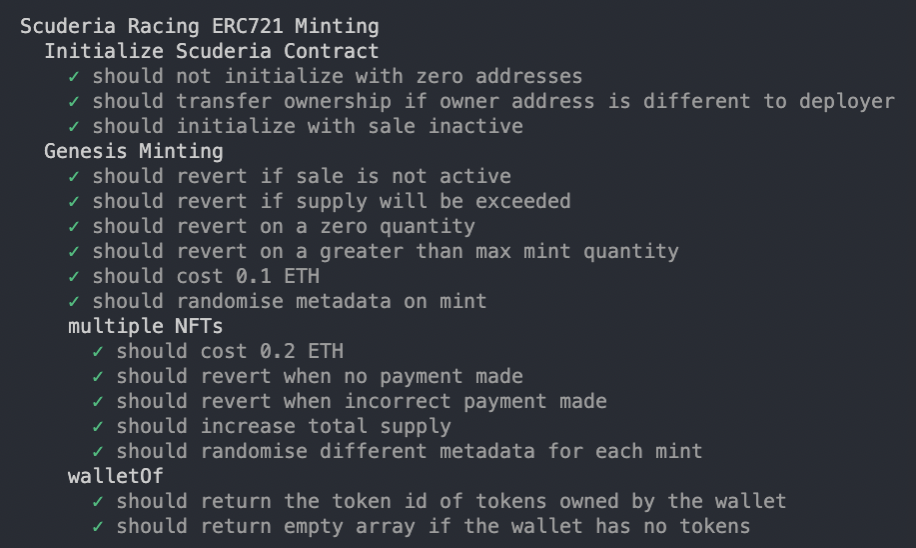 Scuderia Racing ERC721 Minting
Initialize Scuderia Contract
✓ should not initialize with zero addresses
✓ should transfer ownership if owner address is different to deployer
✓ should initialize with sale inactive
Genesis Minting
✓ should revert if sale is not active
✓ should revert if supply will be exceeded
✓ should revert on a zero quantity
✓ should revert on a greater than max mint quantity
✓ should cost 0.1 ETH
✓ should randomise metadata on mint
multiple NFTs
✓ should cost 0.2 ETH
✓ should revert when no payment made
✓ should revert when incorrect payment made
✓ should increase total supply
✓ should randomise different metadata for each mint
walletOf
✓ should return the token id of tokens owned by the wallet
✓ should return empty array if the wallet has no tokens